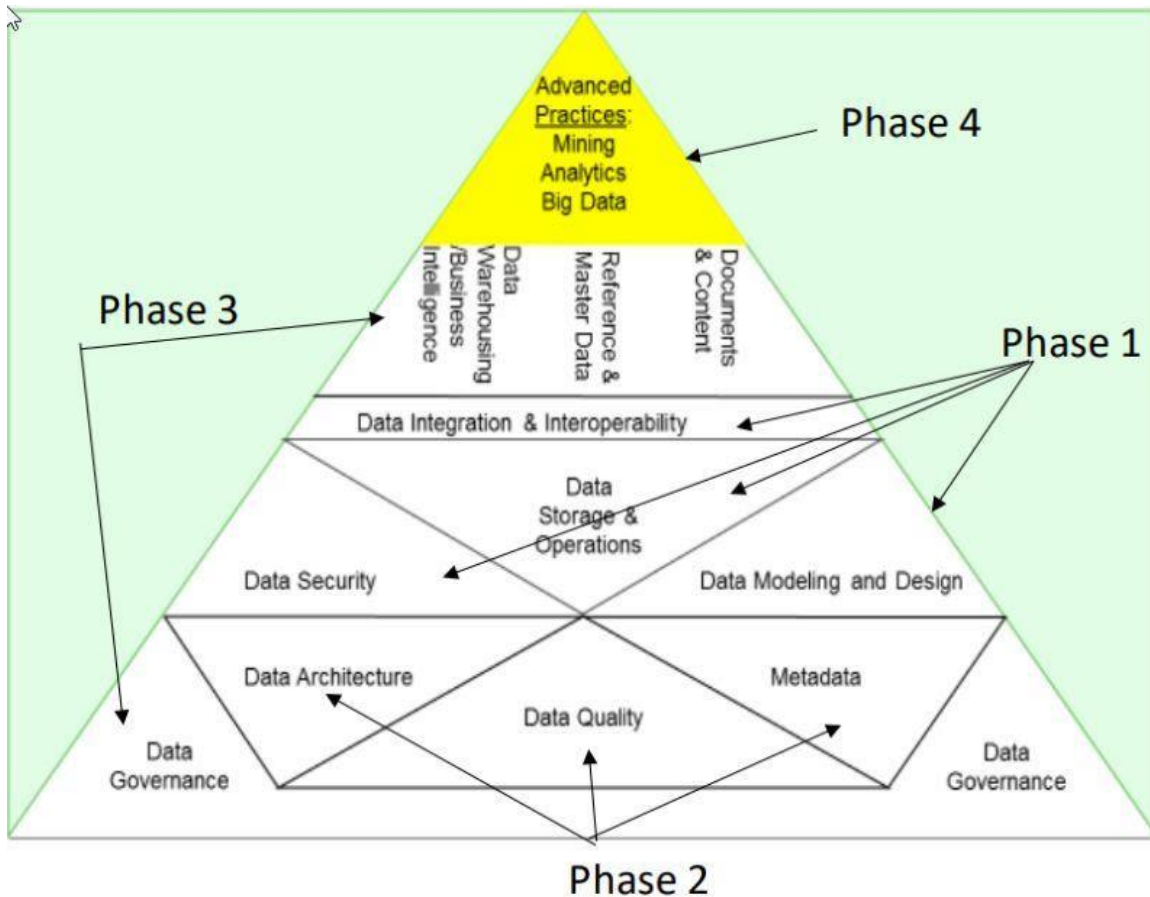 Advanced
Practices:
Mining
Analytics
Big Data
Phase 4
Phase 3
Data
Warehousing
/Business
Intelligence
Reference &
Master Data
Documents
& Content
Phase 1
Data Integration & Interoperability
Data
Storage &
Operations
Data Security
Data Modeling and Design
Data Architecture
Metadata
Data Quality
Data
Governance
Data
Governance
Phase 2